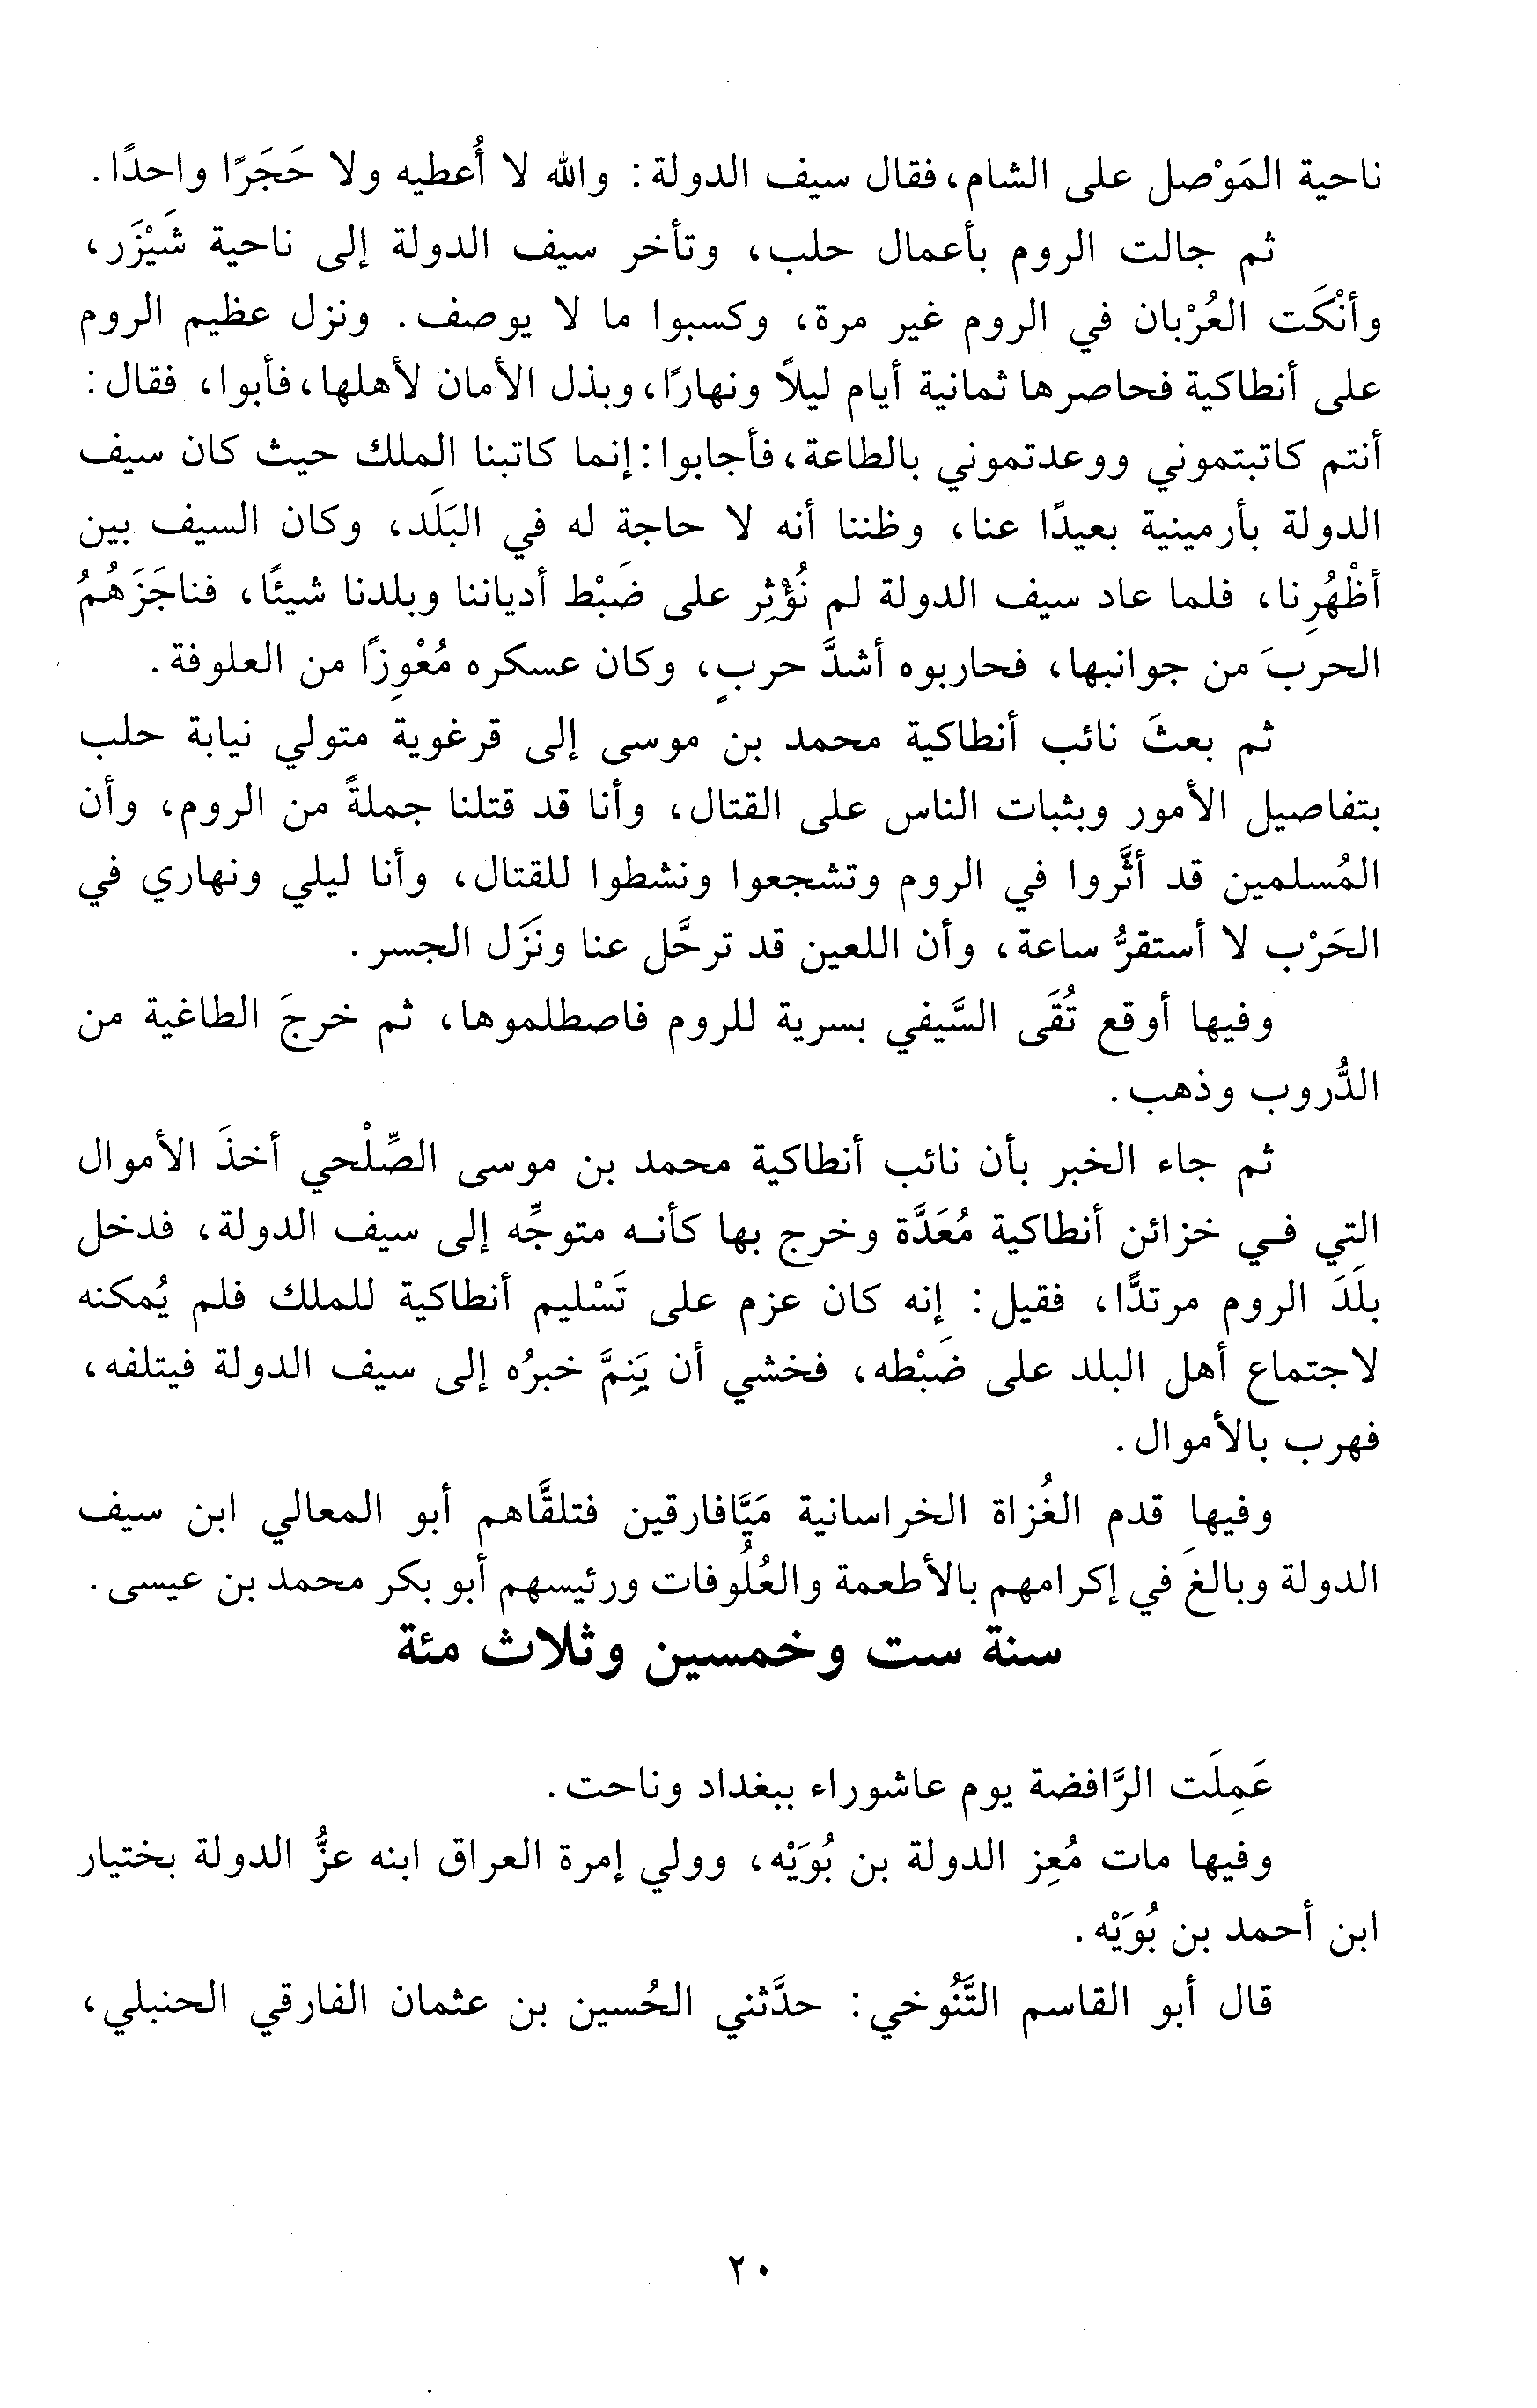 ناحية المَوْصل على الشام، فقال سيف الدولة: والله لا أُعطيه ولا حَجَرًا واحدًا.
ثم جالت الروم بأعمال حلب، وتأخر سيف الدولة إلى ناحية شَيْزَر،
وأنْكَت العُرْبان في الروم غير مرة، وكسبوا ما لا يوصف. ونزل عظيم الروم
على أنطاكية فحاصرها ثمانية أيام ليلاً ونهارًا، وبذل الأمان لأهلها، فأبوا، فقال:
أنتم كاتبتموني ووعدتموني بالطاعة، فأجابوا: إنما كاتبنا الملك حيث كان سيف
الدولة بأرمينية بعيدًا عنا، وظننا أنه لا حاجة له في البَلَد، وكان السيف بين
أظْهُرِنا، فلما عاد سيف الدولة لم نُؤْثِر على ضَبْط أدياننا وبلدنا شيئًا، فناجَزَهُمُ
الحربَ من جوانبها، فحاربوه أشدَّ حربٍ، وكان عسكره مُعْوِزًا من العلوفة.
ثم بعثَ نائب أنطاكية محمد بن موسى إلى قرغوية متولي نيابة حلب
بتفاصيل الأمور وبثبات الناس على القتال، وأنا قد قتلنا جملةً من الروم، وأن
المُسلمين قد أثَّروا في الروم وتشجعوا ونشطوا للقتال، وأنا ليلي ونهاري في
الحَرْب لا أستقرُّ ساعة، وأن اللعين قد ترحَّل عنا ونَزَل الجسر.
وفيها أوقع تُقَى السَّيفي بسرية للروم فاصطلموها، ثم خرجَ الطاغية من
الدُّروب وذهب.
ثم جاء الخبر بأن نائب أنطاكية محمد بن موسى الصِّلْحي أخذَ الأموال
التي في خزائن أنطاكية مُعَدَّة وخرج بها كأنه متوجِّه إلى سيف الدولة، فدخل
بلَدَ الروم مرتدًّا، فقيل: إنه كان عزم على تَسْليم أنطاكية للملك فلم يُمكنه
لاجتماع أهل البلد على ضَبْطه، فخشي أن يَنِمَّ خبرُه إلى سيف الدولة فيتلفه،
فهرب بالأموال.
وفيها قدم الغُزاة الخراسانية مَيَّافارقين فتلقَّاهم أبو المعالي ابن سيف
الدولة وبالغَ في إكرامهم بالأطعمة والعُلُوفات ورئيسهم أبو بكر محمد بن عيسى.
سنة ست وخمسين وثلاث مئة
عَمِلَت الرَّافضة يوم عاشوراء ببغداد وناحت.
وفيها مات مُعِز الدولة بن بُوَيْه، وولي إمرة العراق ابنه عزُّ الدولة بختيار
ابن أحمد بن بُوَيْه.
قال أبو القاسم التَّنُوخي: حدَّثني الحُسين بن عثمان الفارقي الحنبلي،
٢٠